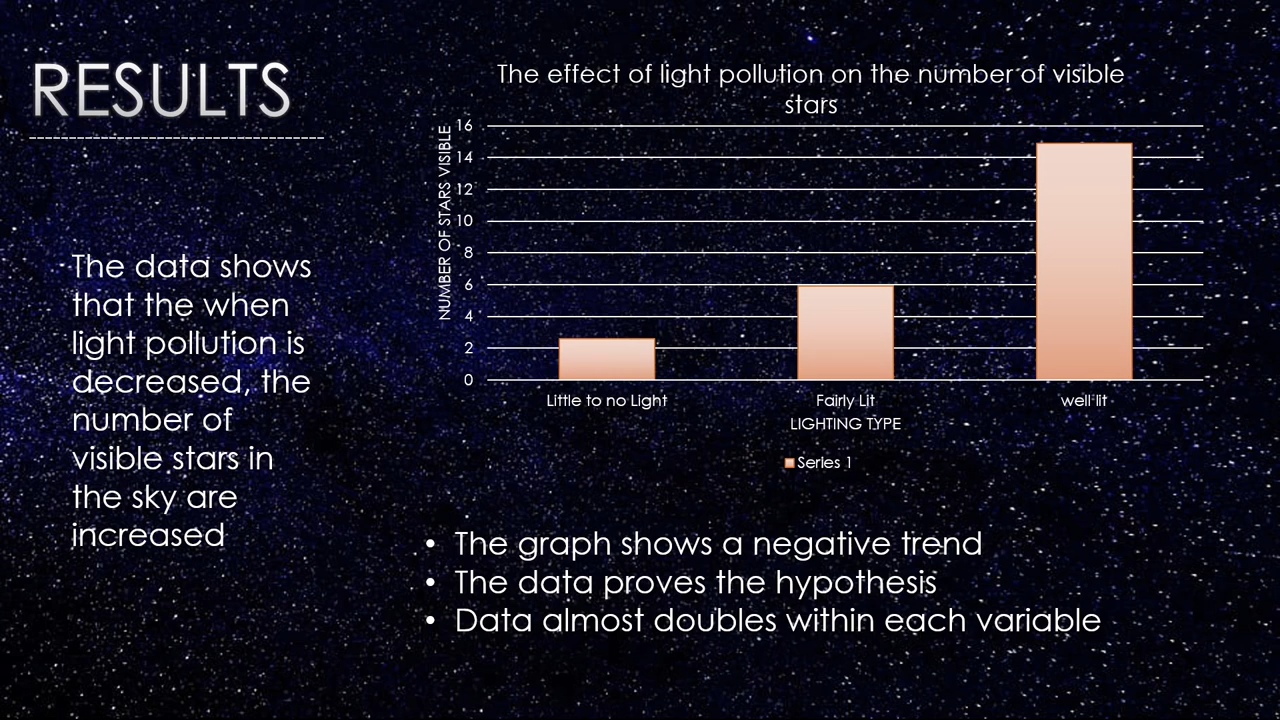 RESULTS
The data shows
that the when
light pollution is
decreased, the
number of
visible stars in
the sky are
increased
The effect of light pollution on the number of visible
stars
NUMBER OF STARS VISIBLE
16
14
12
10
8
6
4
2
0
Little to no Light
Fairly Lit
well lit
LIGHTING TYPE
Series 1
• The graph shows a negative trend
• The data proves the hypothesis
• Data almost doubles within each variable